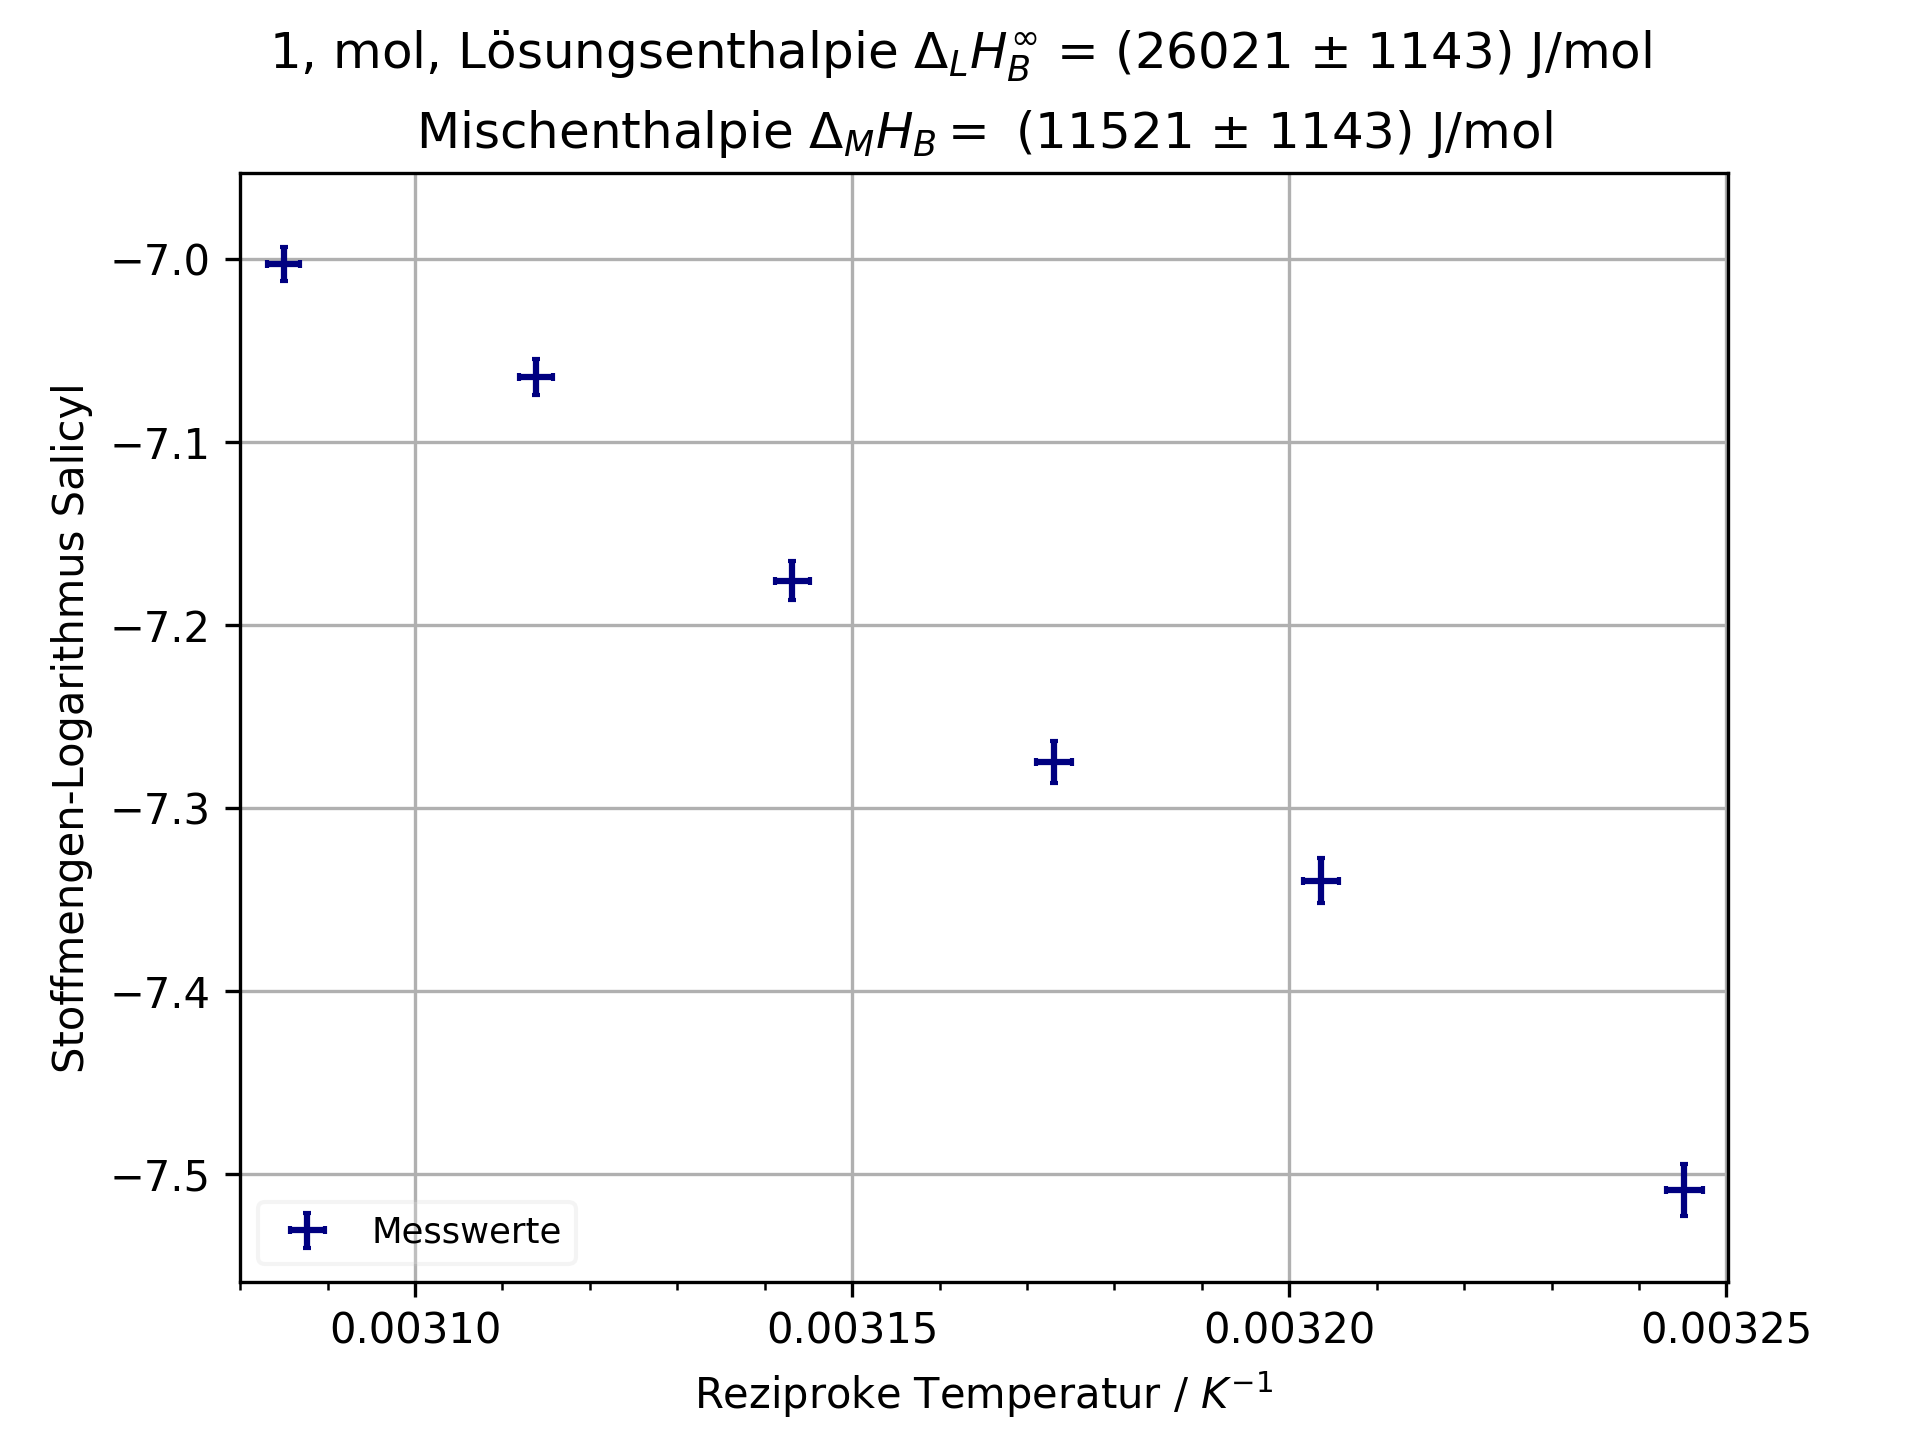 1, mol, Lösungsenthalpie Δ_L H_B^∞ = (26021 ± 1143) J/mol
Mischenthalpie Δ_M H_B = (11521 ± 1143) J/mol
−7.0
−7.1
−7.2
−7.3
−7.4
−7.5
Stoffmengen-Logarithmus Salicyl
Messwerte
0.00310 0.00315 0.00320 0.00325
Reziproke Temperatur / K⁻¹